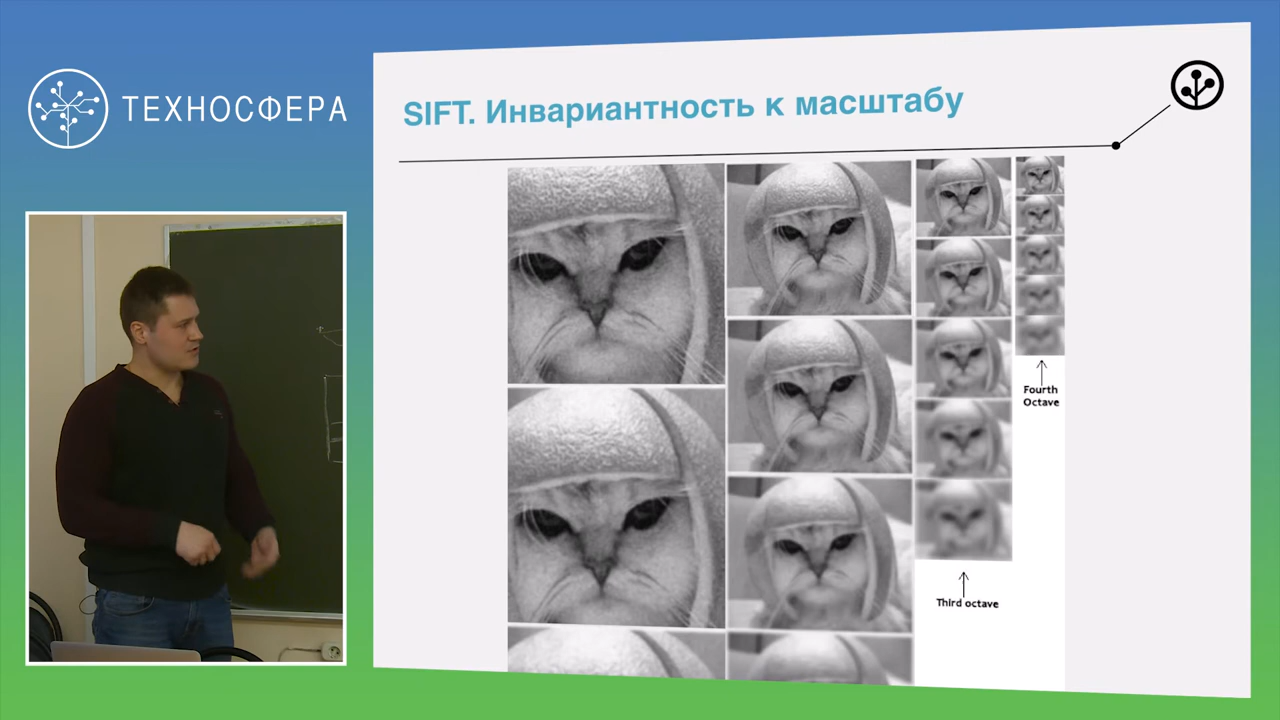 ТЕХНОСФЕРА
SIFT. Инвариантность к масштабу
Fourth
Octave
Third octave